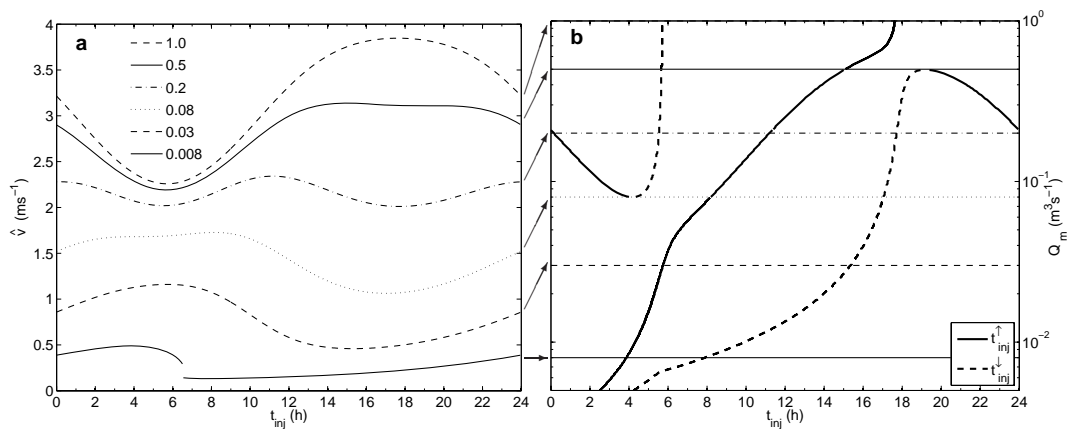 a
1.0
0.5
0.2
0.08
0.03
0.008
4
3.5
3
2.5
2
1.5
1
0.5
0
v̂ (ms⁻¹)
0 2 4 6 8 10 12 14 16 18 20 22 24
t_inj (h)
b
10⁰
10⁻¹
10⁻²
Q_m (m³s⁻¹)
t_inj^↑
t_inj^↓
0 2 4 6 8 10 12 14 16 18 20 22 24
t_inj (h)